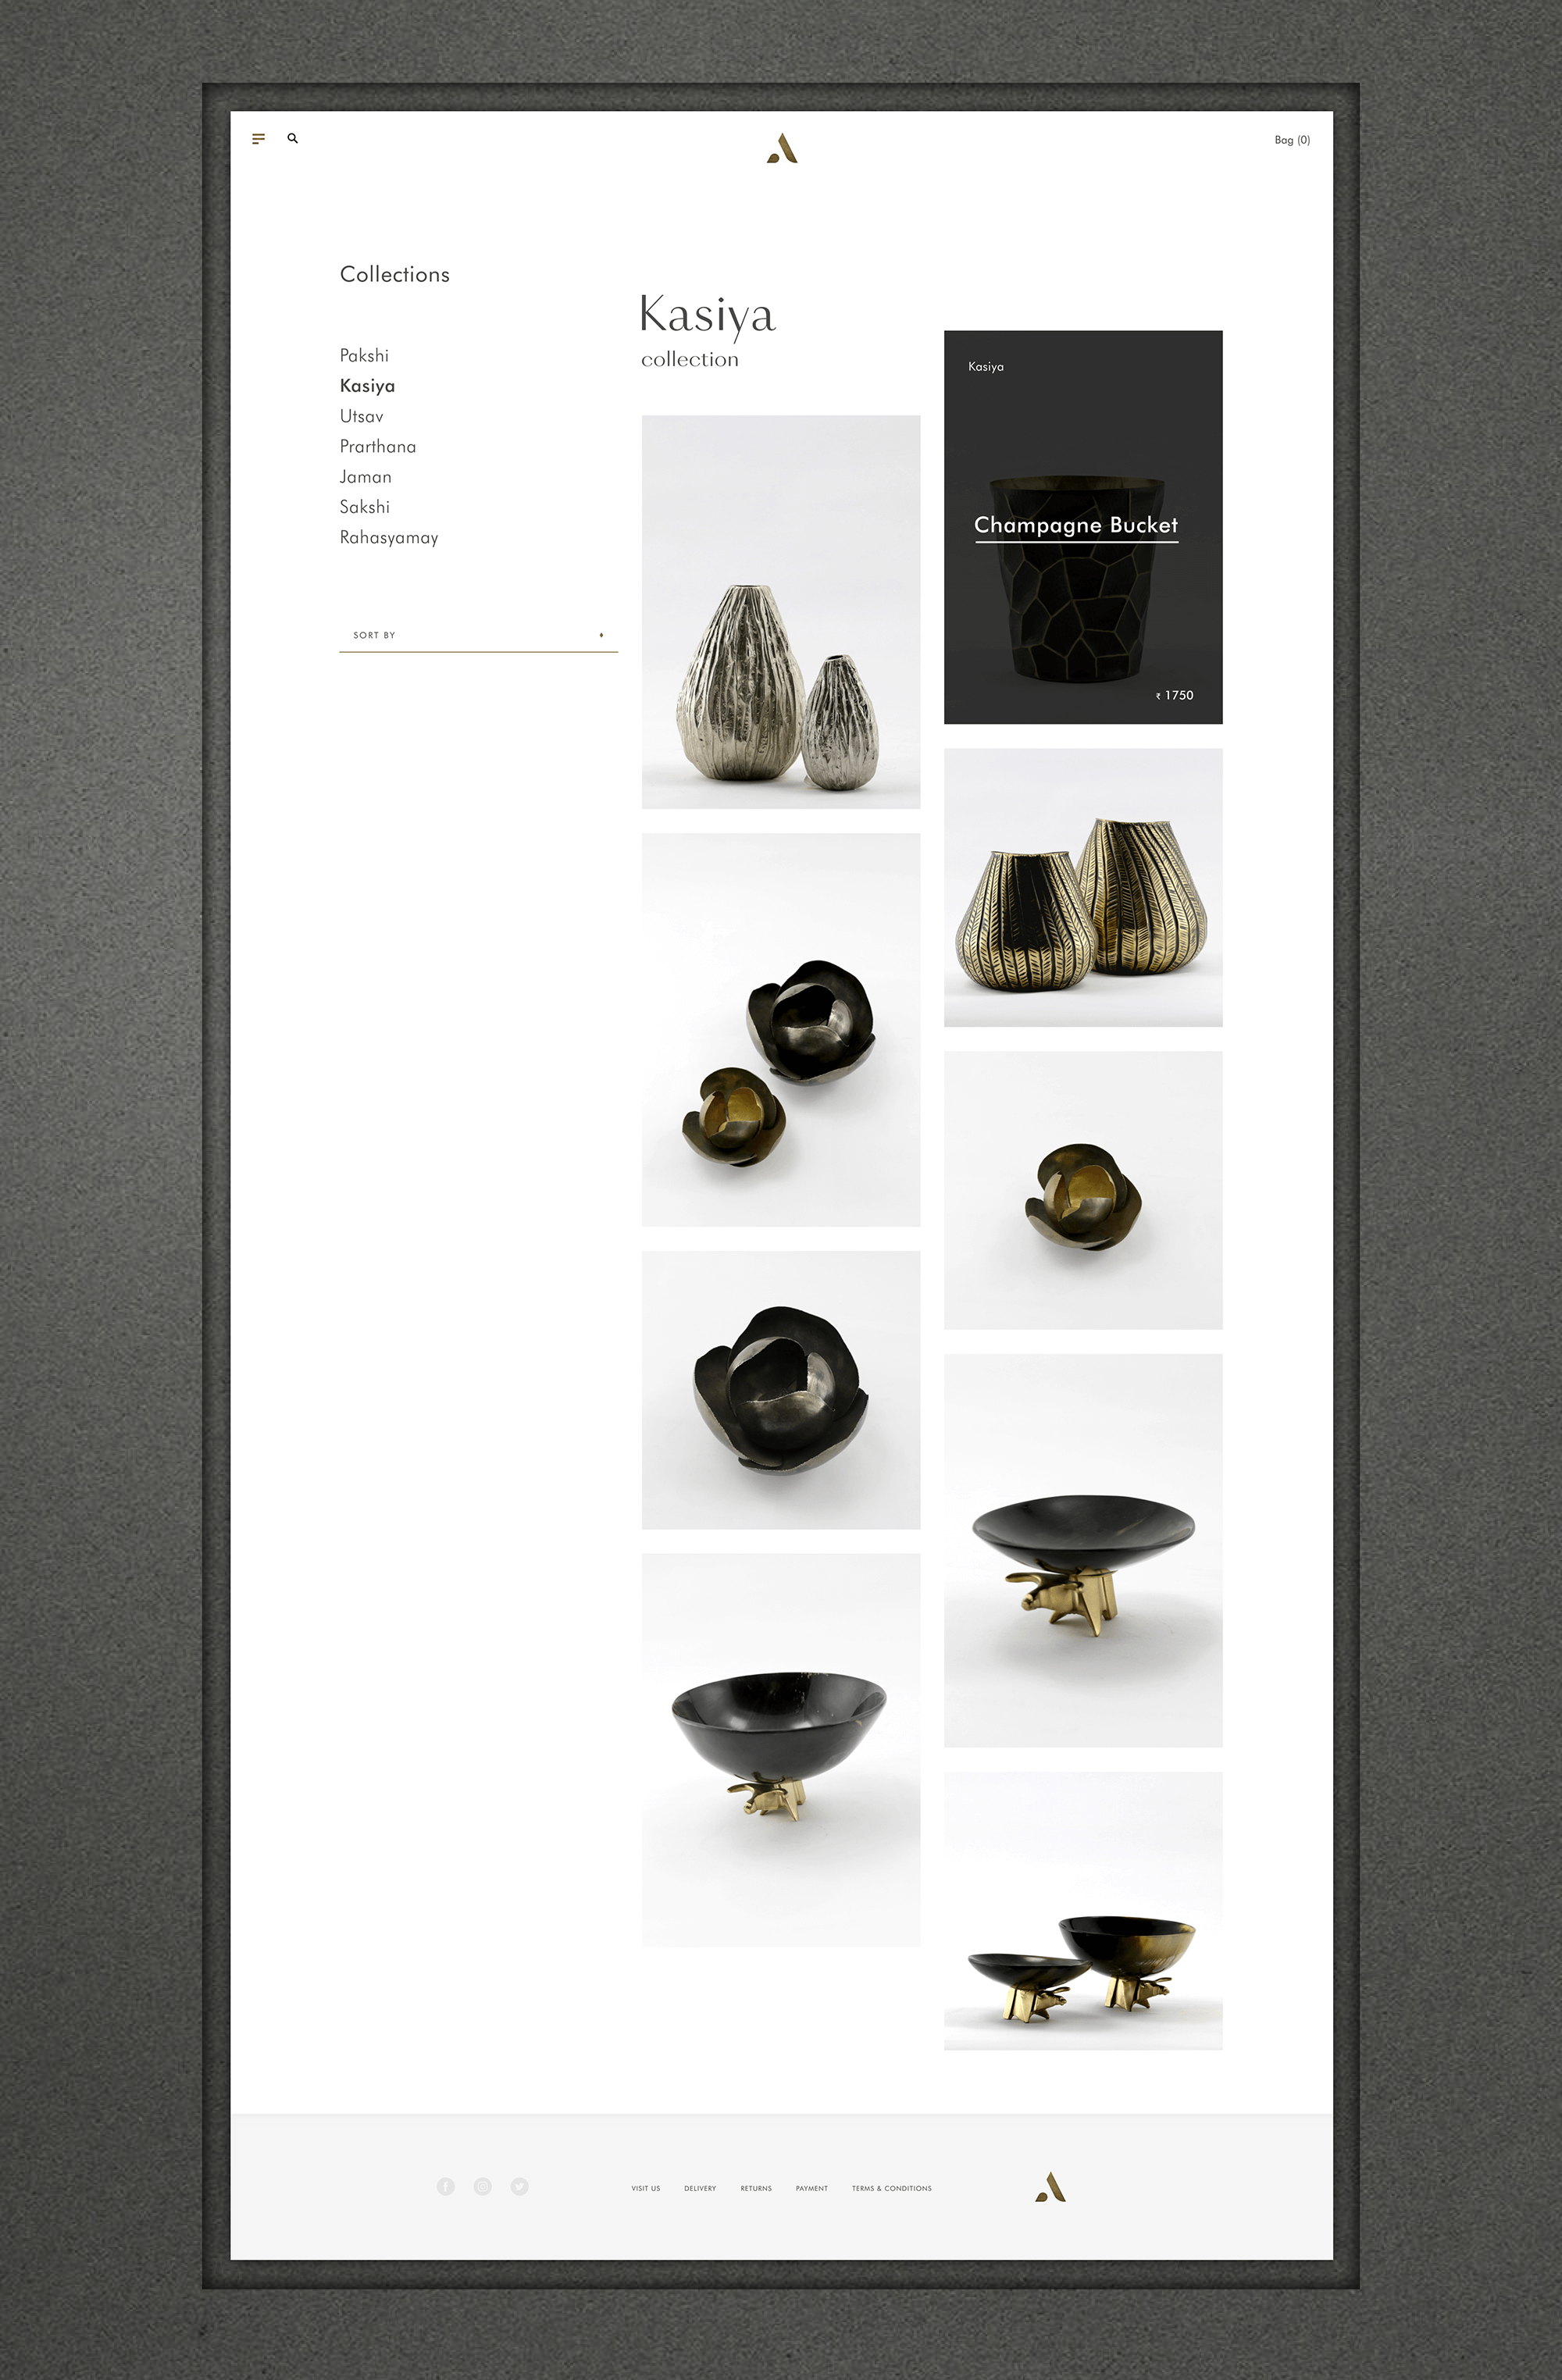 Bag (0)
Collections
Pakshi
Kasiya
Utsav
Prarthana
Jaman
Sakshi
Rahasyamay
SORT BY
Kasiya
collection
Kasiya
Champagne Bucket
₹ 1750
VISIT US
DELIVERY
RETURNS
PAYMENT
TERMS & CONDITIONS